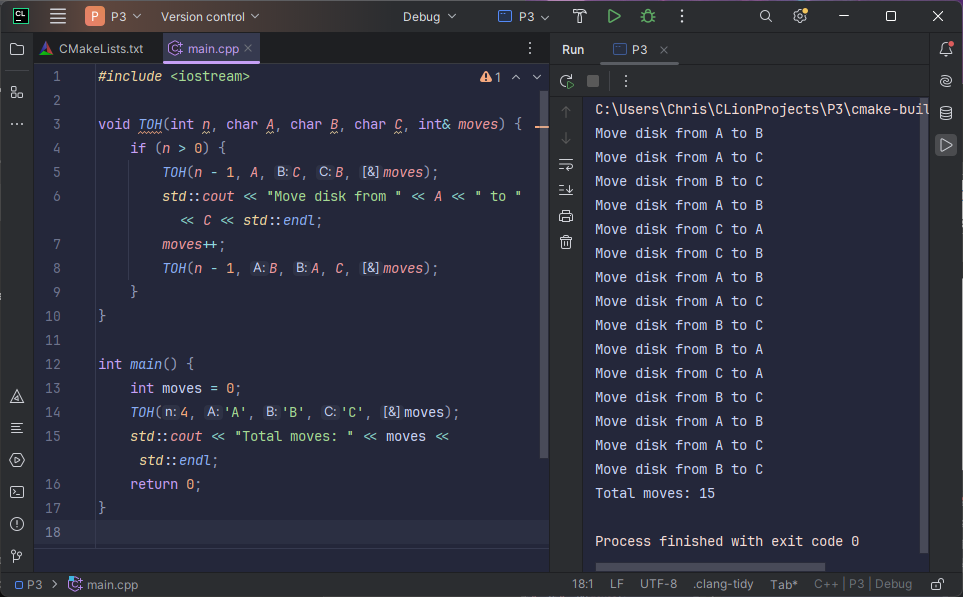 CL P P3 Version control Debug P3
CMakeLists.txt main.cpp Run P3
1 #include <iostream> 1
2
3 void TOH(int n, char A, char B, char C, int& moves) {
4 if (n > 0) {
5 TOH(n - 1, A, B: C, C: B, [&] moves);
6 std::cout << "Move disk from " << A << " to "
<< C << std::endl;
7 moves++;
8 TOH(n - 1, A: B, B: A, C, [&] moves);
9 }
10 }
11
12 int main() {
13 int moves = 0;
14 TOH( n: 4, A: 'A', B: 'B', C: 'C', [&] moves);
15 std::cout << "Total moves: " << moves <<
std::endl;
16 return 0;
17 }
18
C:\Users\Chris\CLionProjects\P3\cmake-buil
Move disk from A to B
Move disk from A to C
Move disk from B to C
Move disk from A to B
Move disk from C to A
Move disk from C to B
Move disk from A to B
Move disk from A to C
Move disk from B to C
Move disk from B to A
Move disk from C to A
Move disk from B to C
Move disk from A to B
Move disk from A to C
Move disk from B to C
Total moves: 15
Process finished with exit code 0
P3 > main.cpp 18:1 LF UTF-8 .clang-tidy Tab* C++ | P3 | Debug